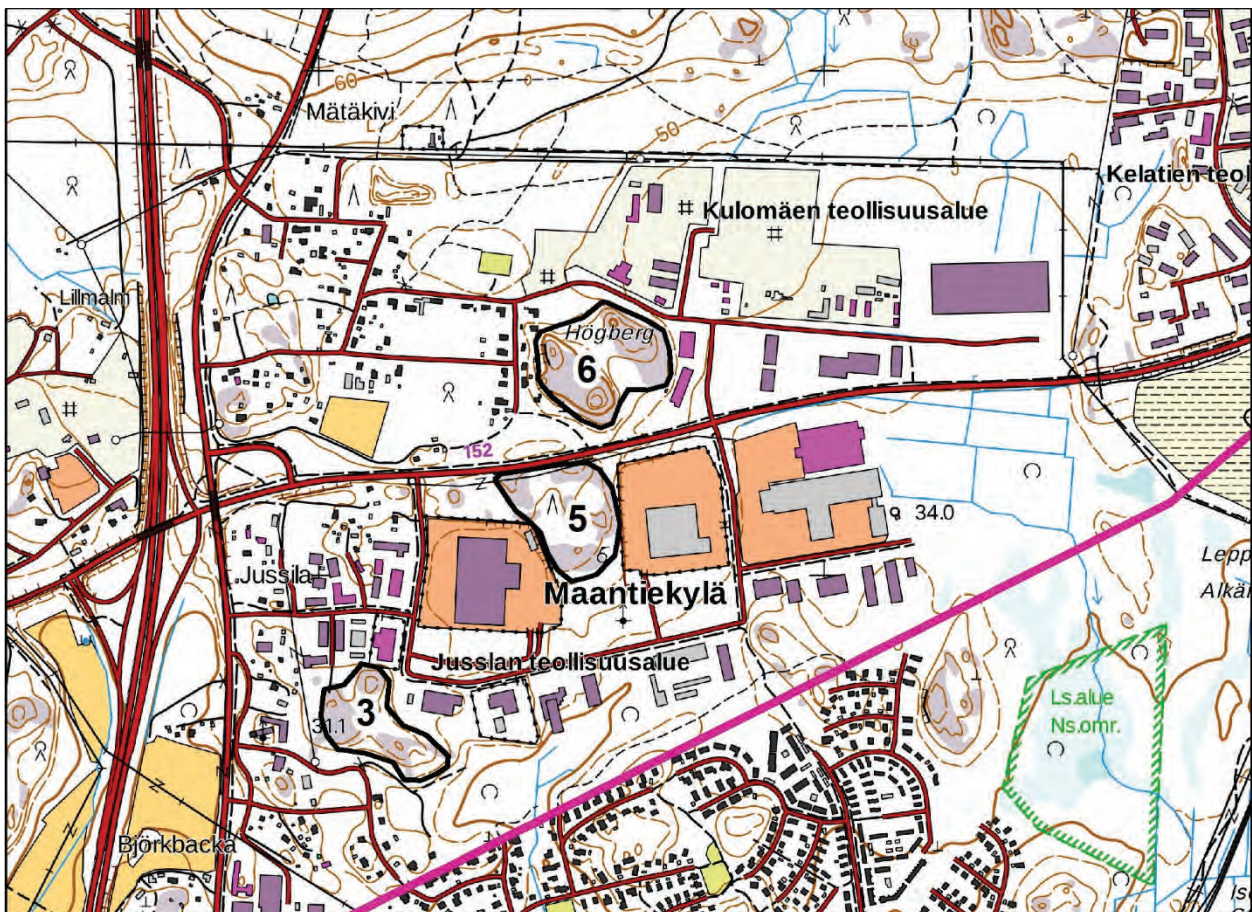 60
Mätäkivi
50
Kelatien teol
Kulomäen teollisuusalue
Lillmalm
Högberg
6
152
5
34.0
Jussila
Maantiekylä
Lepp
Alkär
Jusslan teollisuusalue
3
31.1
Ls.alue
Ns.omr.
Björkbacka
Is